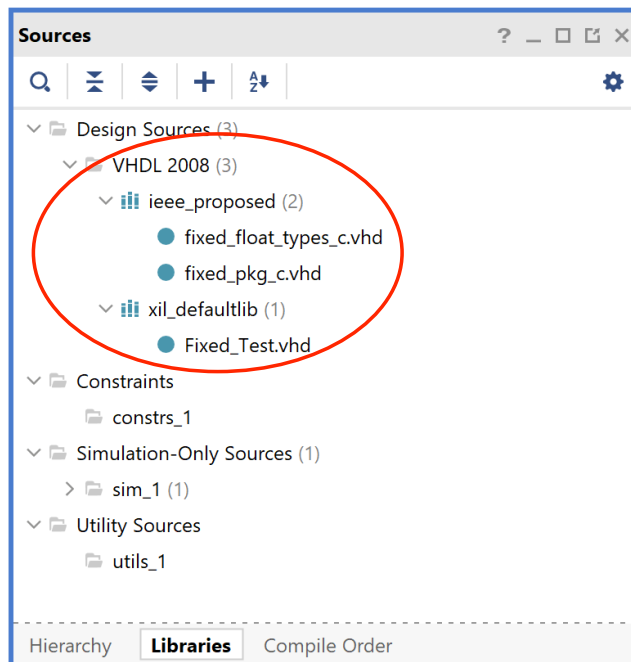 Sources
Design Sources (3)
VHDL 2008 (3)
ieee_proposed (2)
fixed_float_types_c.vhd
fixed_pkg_c.vhd
xil_defaultlib (1)
Fixed_Test.vhd
Constraints
constrs_1
Simulation-Only Sources (1)
sim_1 (1)
Utility Sources
utils_1
Hierarchy Libraries Compile Order